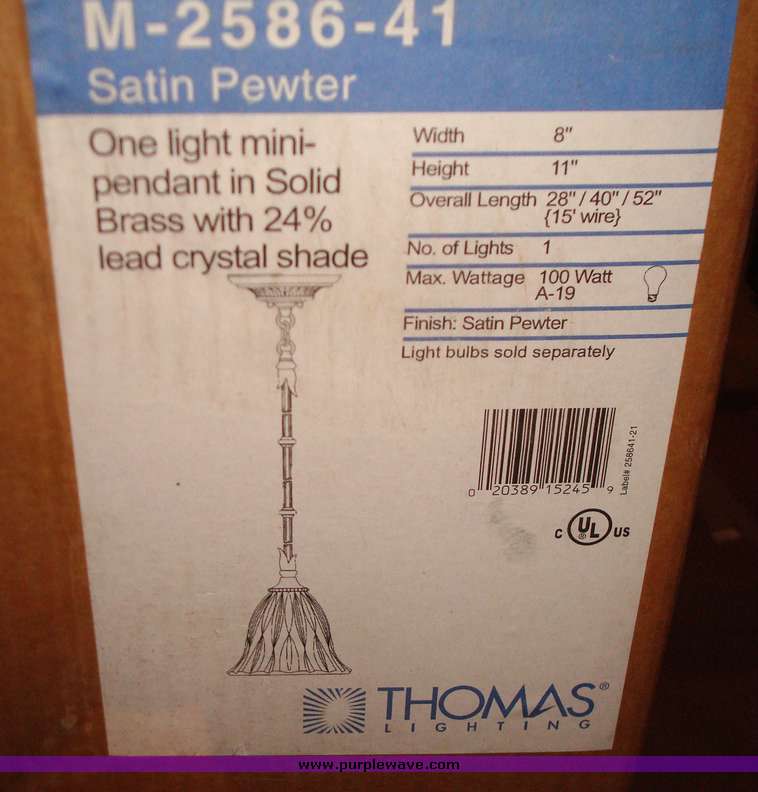 M-2586-41
Satin Pewter
One light mini-
pendant in Solid
Brass with 24%
lead crystal shade
Width 8"
Height 11"
Overall Length 28" / 40" / 52"
{15' wire}
No. of Lights 1
Max. Wattage 100 Watt
A-19
Finish: Satin Pewter
Light bulbs sold separately
0 20389 15245 9
Label# 258641-21
C UL® US
THOMAS®
LIGHTING
www.purplewave.com